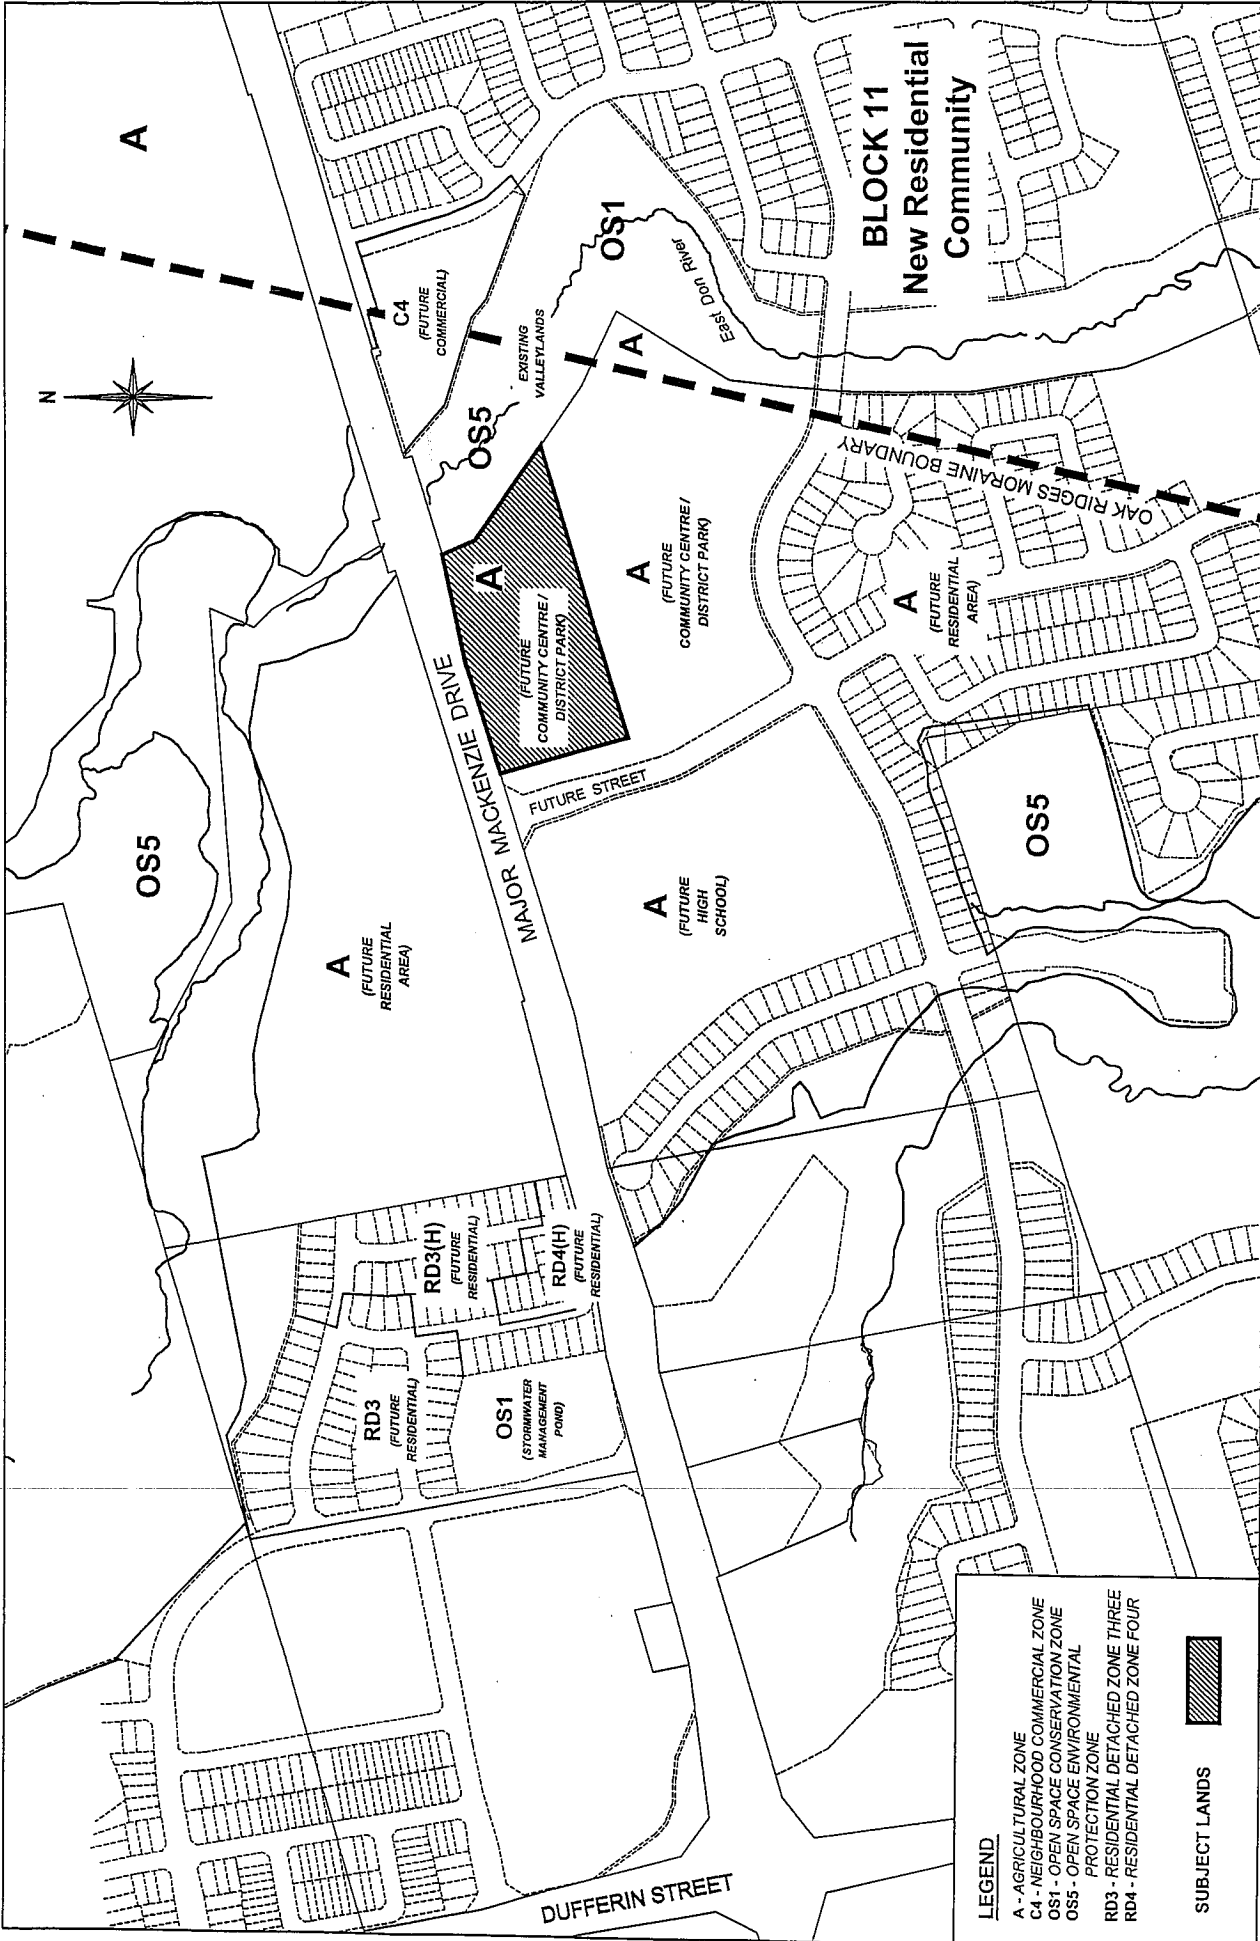 A
N
C4
(FUTURE
COMMERCIAL)
OS1
BLOCK 11
New Residential
Community
East Don River
EXISTING
VALLEYLANDS
OS5
A
OAK RIDGES MORAINE BOUNDARY
A
(FUTURE
COMMUNITY CENTRE /
DISTRICT PARK)
A
(FUTURE
COMMUNITY CENTRE /
DISTRICT PARK)
A
(FUTURE
RESIDENTIAL
AREA)
MAJOR MACKENZIE DRIVE
FUTURE STREET
OS5
OS5
A
(FUTURE
RESIDENTIAL
AREA)
A
(FUTURE
HIGH
SCHOOL)
RD3(H)
(FUTURE
RESIDENTIAL)
RD4(H)
(FUTURE
RESIDENTIAL)
RD3
(FUTURE
RESIDENTIAL)
OS1
(STORMWATER
MANAGEMENT
POND)
DUFFERIN STREET
LEGEND
A - AGRICULTURAL ZONE
C4 - NEIGHBOURHOOD COMMERCIAL ZONE
OS1 - OPEN SPACE CONSERVATION ZONE
OS5 - OPEN SPACE ENVIRONMENTAL
PROTECTION ZONE
RD3 - RESIDENTIAL DETACHED ZONE THREE
RD4 - RESIDENTIAL DETACHED ZONE FOUR
SUBJECT LANDS